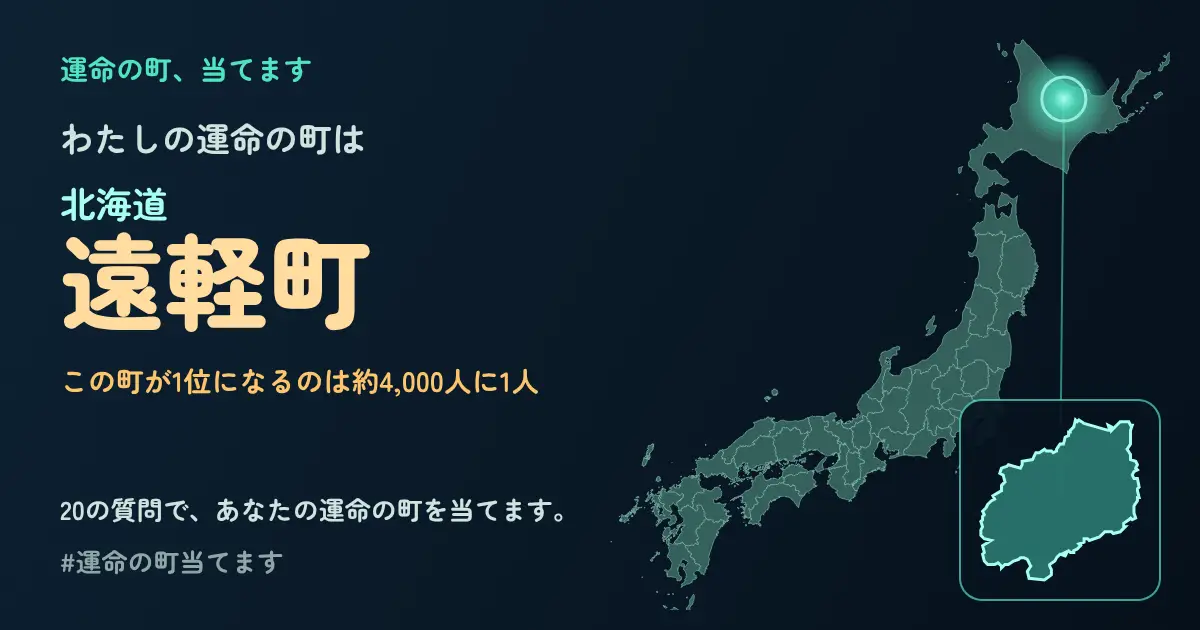 運命の町、当てます
わたしの運命の町は
北海道
遠軽町
この町が1位になるのは約4,000人に1人
20の質問で、あなたの運命の町を当てます。
#運命の町当てます